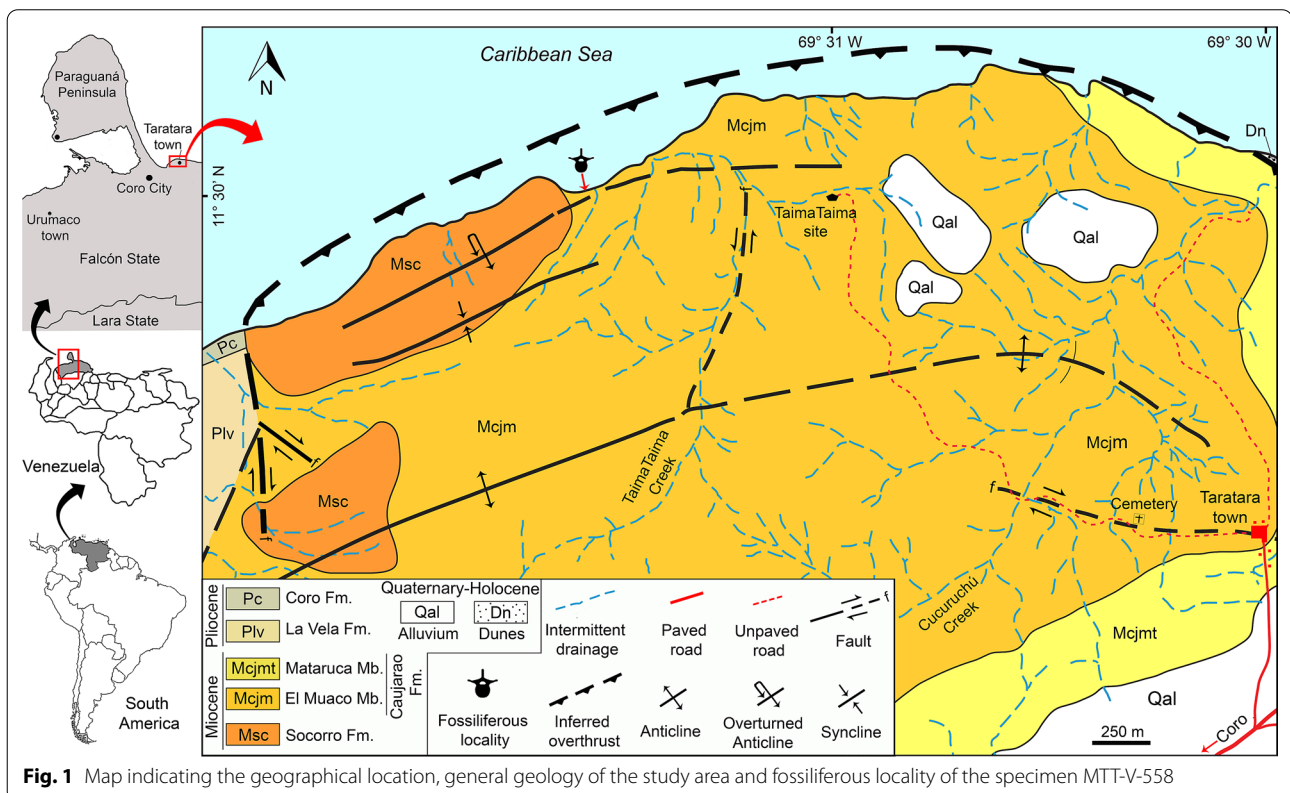 Caribbean Sea
69° 31 W
69° 30 W
N
Paraguaná
Peninsula
Taratara
town
Coro City
11° 30’ N
Urumaco
town
Falcón State
Lara State
Venezuela
South
America
Mcjm
Dn
TaimaTaima
site
Qal
Qal
Qal
f
Msc
Pc
Plv
Mcjm
f
f
Msc
TaimaTaima
Creek
Mcjm
f
Cemetery
Taratara
town
Cucuruchú
Creek
Mcjmt
Qal
250 m
Coro
Pliocene
Pc Coro Fm.
Plv La Vela Fm.
Miocene
Mcjmt Mataruca Mb.
Mcjm El Muaco Mb.
Caujarao
Fm.
Msc Socorro Fm.
Quaternary-Holocene
Qal
Alluvium
Dn
Dunes
Intermittent
drainage
Paved
road
Unpaved
road
f
Fault
Fossiliferous
locality
Inferred
overthrust
Anticline
Overturned
Anticline
Syncline
Fig. 1 Map indicating the geographical location, general geology of the study area and fossiliferous locality of the specimen MTT-V-558